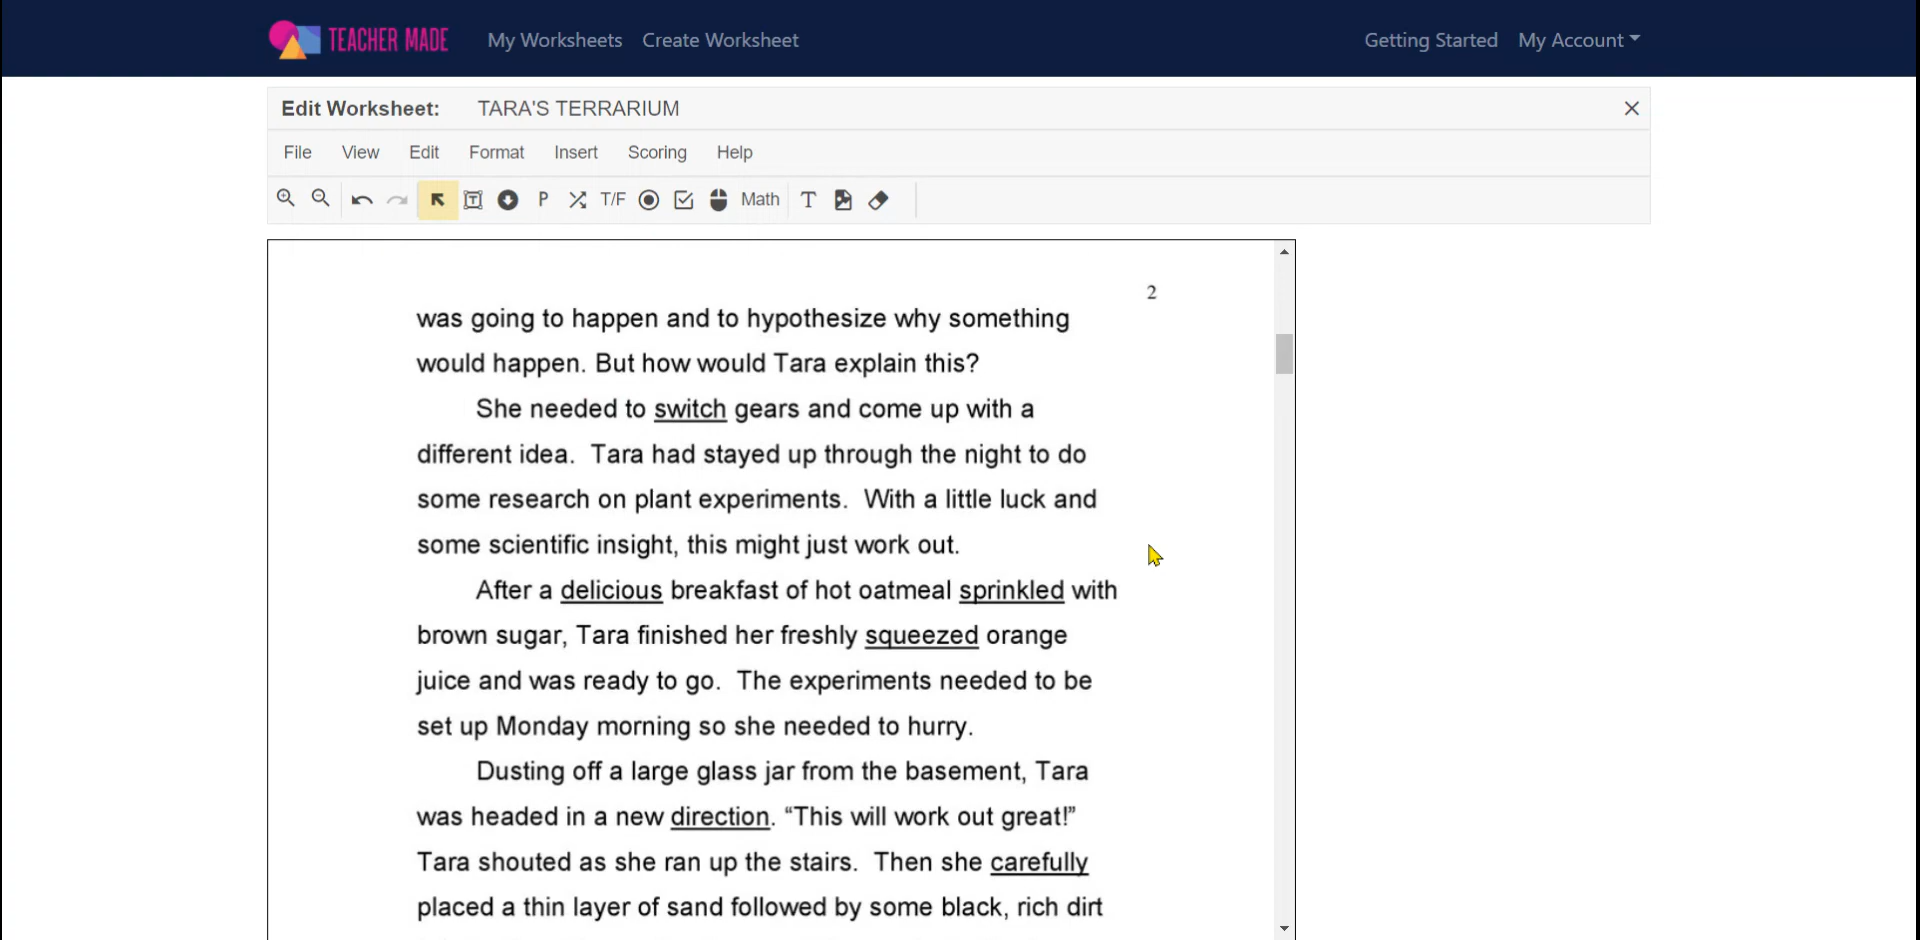 TEACHER MADE My Worksheets Create Worksheet Getting Started My Account
Edit Worksheet: TARA'S TERRARIUM
File View Edit Format Insert Scoring Help
P T/F Math T
2
was going to happen and to hypothesize why something
would happen. But how would Tara explain this?
She needed to switch gears and come up with a
different idea. Tara had stayed up through the night to do
some research on plant experiments. With a little luck and
some scientific insight, this might just work out.
After a delicious breakfast of hot oatmeal sprinkled with
brown sugar, Tara finished her freshly squeezed orange
juice and was ready to go. The experiments needed to be
set up Monday morning so she needed to hurry.
Dusting off a large glass jar from the basement, Tara
was headed in a new direction. “This will work out great!”
Tara shouted as she ran up the stairs. Then she carefully
placed a thin layer of sand followed by some black, rich dirt